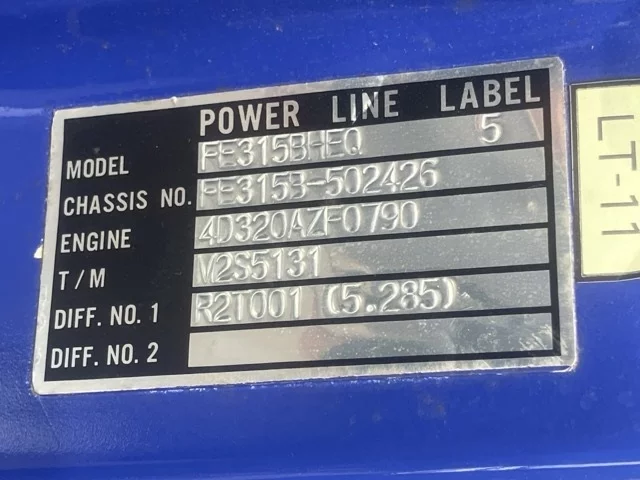 POWER LINE LABEL
MODEL FE315BHEQ 5
CHASSIS NO. FE315B-502426
ENGINE 4D320AZF0790
T/M M2S5131
DIFF. NO. 1 R2T001 (5.285)
DIFF. NO. 2
LT-11